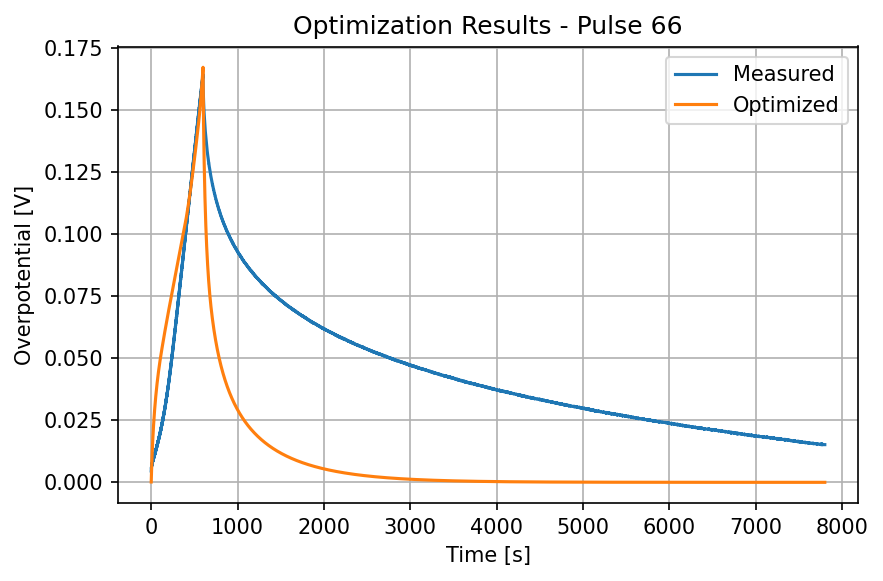 Optimization Results - Pulse 66
Measured
Optimized
Overpotential [V]
0.175
0.150
0.125
0.100
0.075
0.050
0.025
0.000
0 1000 2000 3000 4000 5000 6000 7000 8000
Time [s]